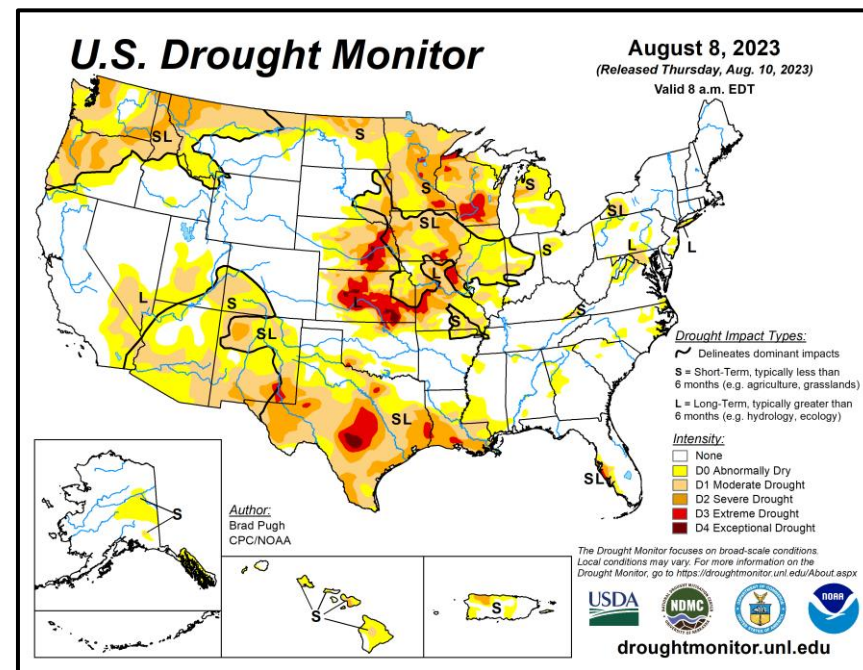 U.S. Drought Monitor
August 8, 2023
(Released Thursday, Aug. 10, 2023)
Valid 8 a.m. EDT
SL
S
S
S
SL
SL
L
L
S
S
SL
L
L
S
L
S
S
SL
SL
Drought Impact Types:
Delineates dominant impacts
S = Short-Term, typically less than
6 months (e.g. agriculture, grasslands)
L = Long-Term, typically greater than
6 months (e.g. hydrology, ecology)
Intensity:
None
D0 Abnormally Dry
D1 Moderate Drought
D2 Severe Drought
D3 Extreme Drought
D4 Exceptional Drought
S
Author:
Brad Pugh
CPC/NOAA
S
S
The Drought Monitor focuses on broad-scale conditions.
Local conditions may vary. For more information on the
Drought Monitor, go to https://droughtmonitor.unl.edu/About.aspx
USDA
NDMC
NOAA
droughtmonitor.unl.edu